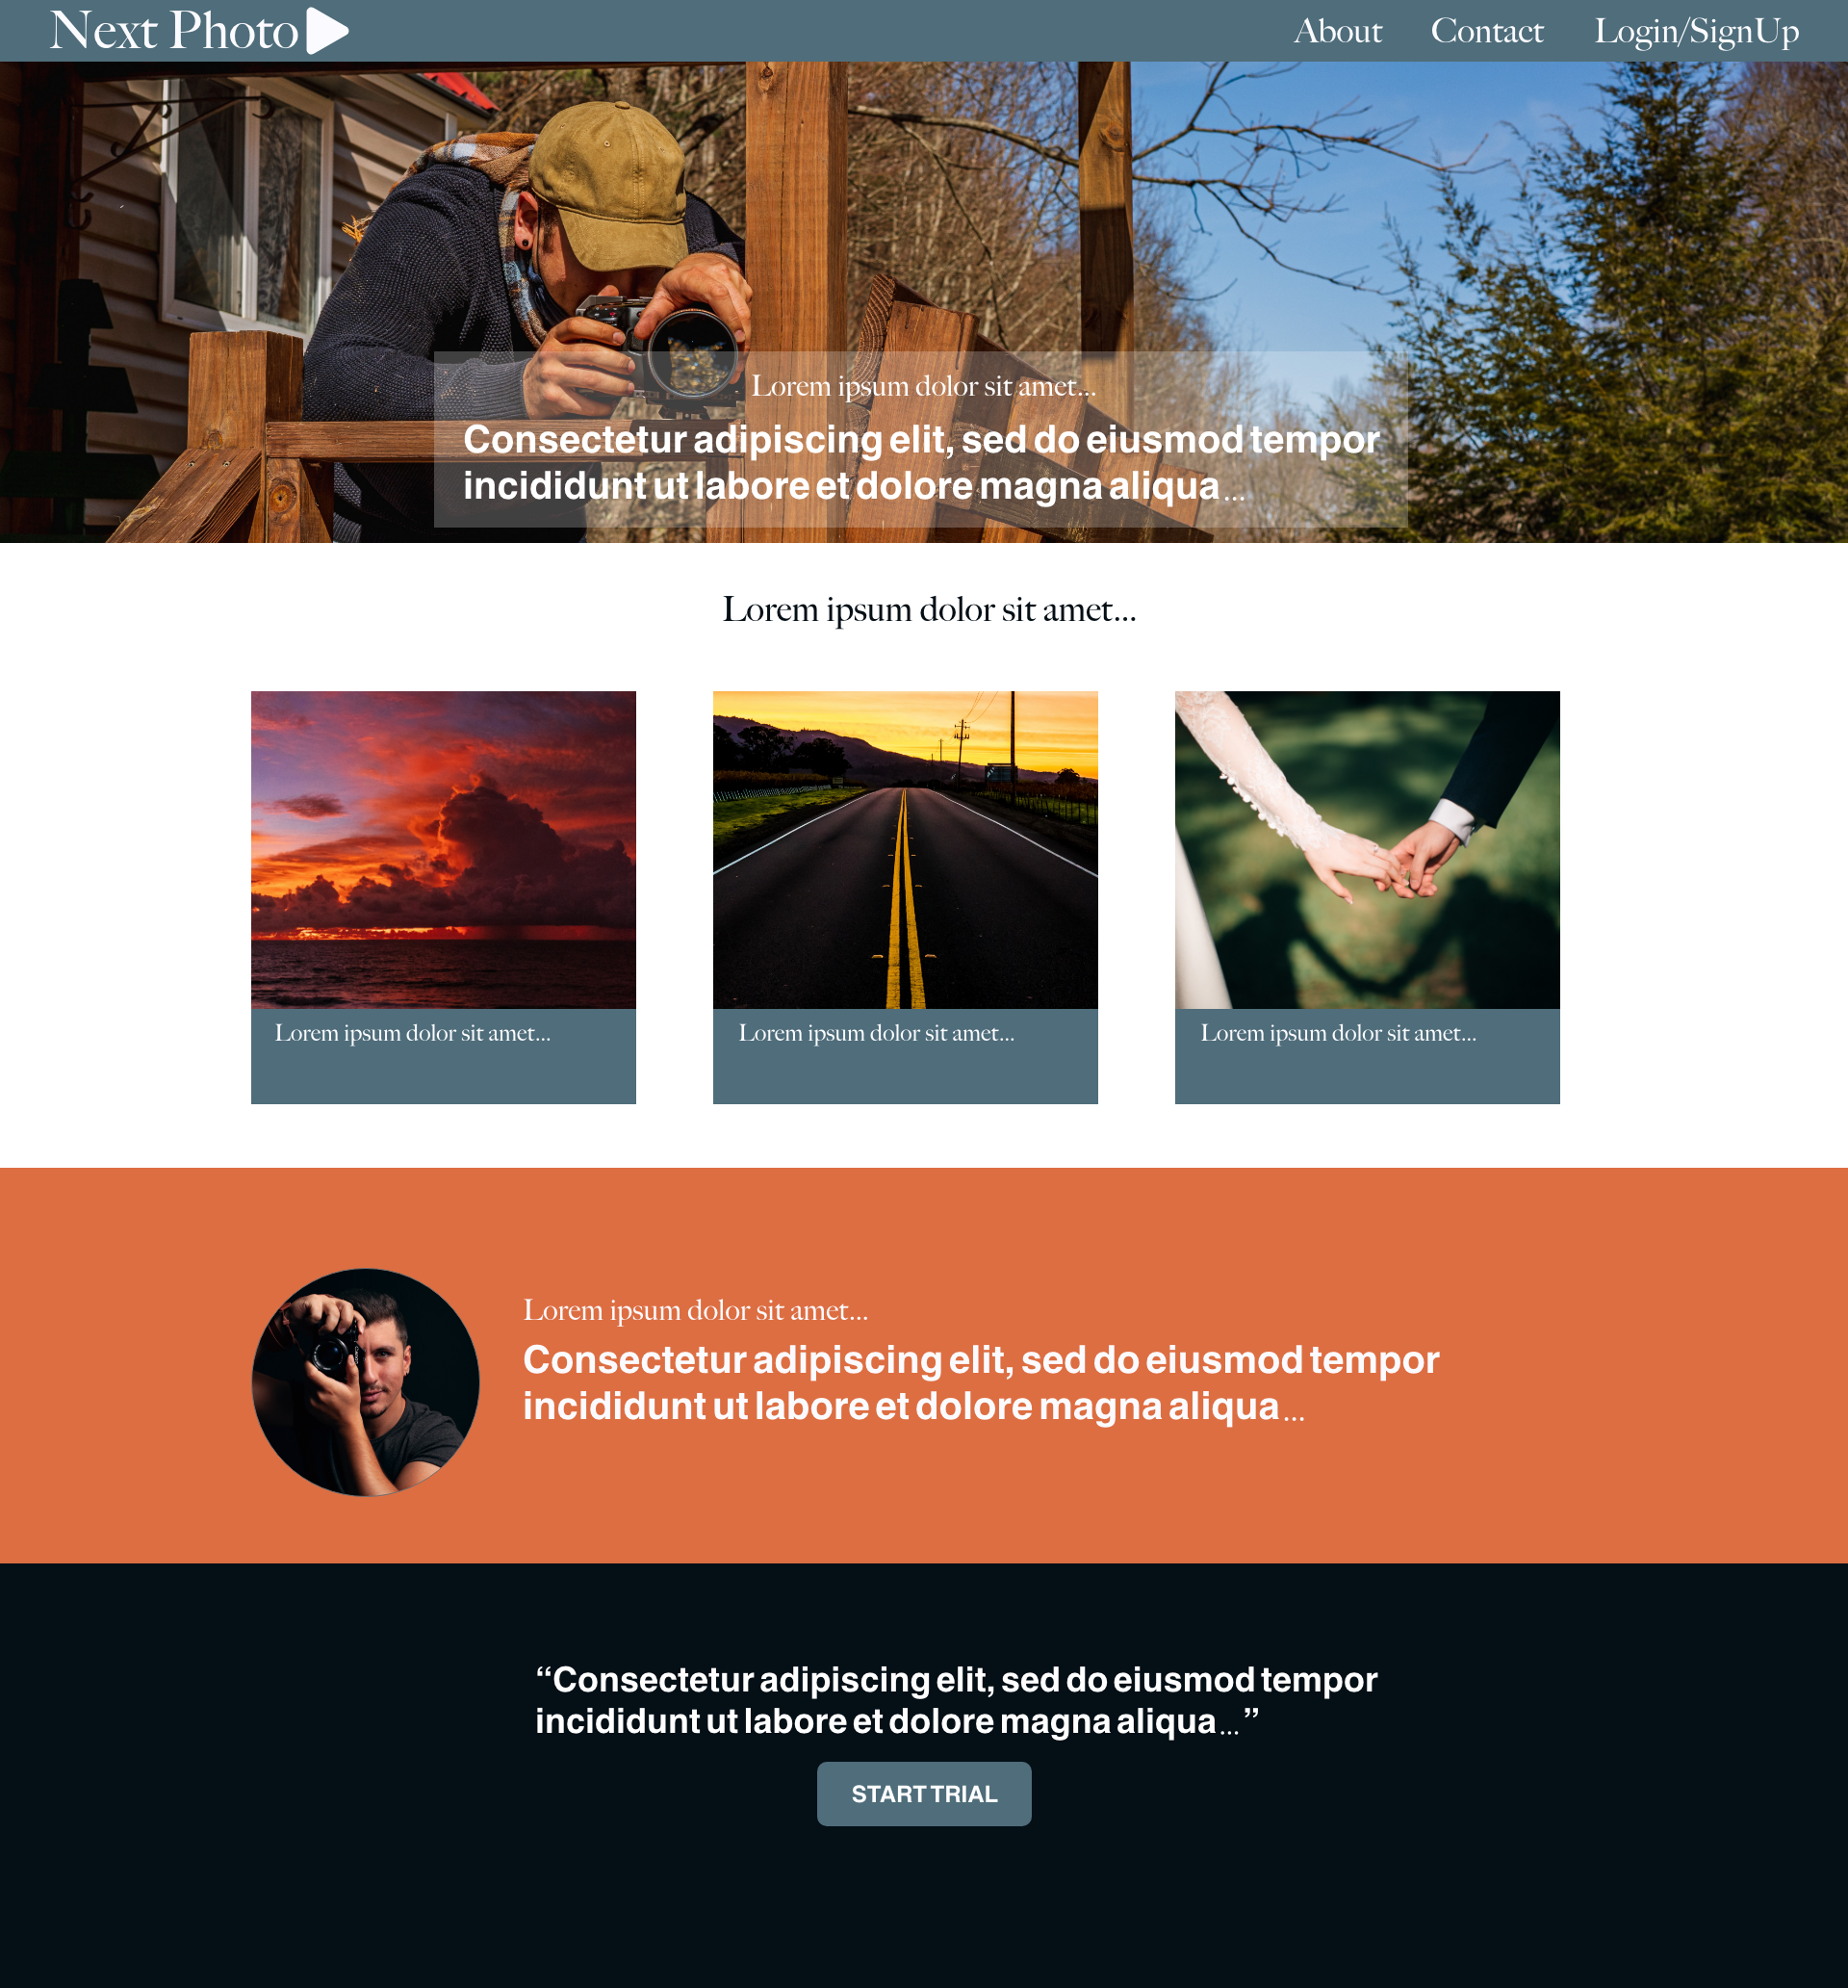 Next Photo
About Contact Login/SignUp
Lorem ipsum dolor sit amet...
Consectetur adipiscing elit, sed do eiusmod tempor
incididunt ut labore et dolore magna aliqua...
Lorem ipsum dolor sit amet...
Lorem ipsum dolor sit amet...
Lorem ipsum dolor sit amet...
Lorem ipsum dolor sit amet...
Lorem ipsum dolor sit amet...
Consectetur adipiscing elit, sed do eiusmod tempor
incididunt ut labore et dolore magna aliqua...
“Consectetur adipiscing elit, sed do eiusmod tempor
incididunt ut labore et dolore magna aliqua...”
START TRIAL